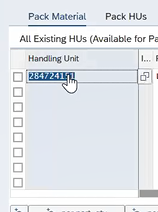 Pack Material Pack HUs
All Existing HUs (Available for Pa
Handling Unit I...